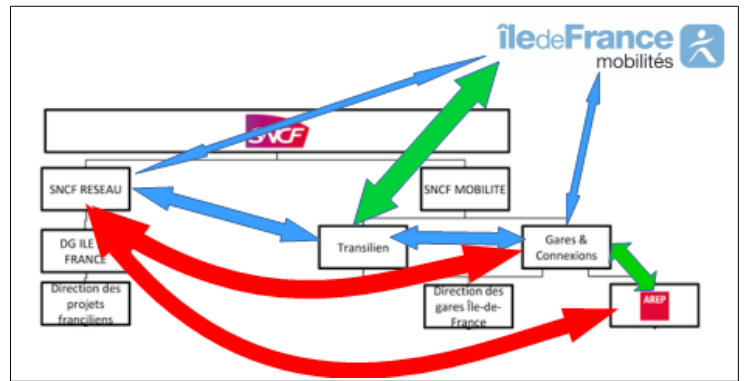 îledeFrance
mobilités
SNCF
SNCF RESEAU
SNCF MOBILITE
DG ILE
FRANCE
Transilien
Gares &
Connexions
Direction des
projets
franciliens
Direction des
gares Île-de-
France
AREP